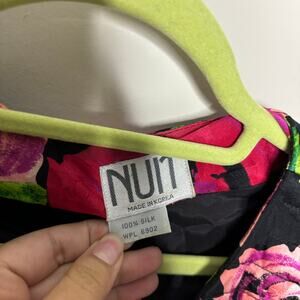 NUIT
MADE IN KOREA
100% SILK
WPL 6902